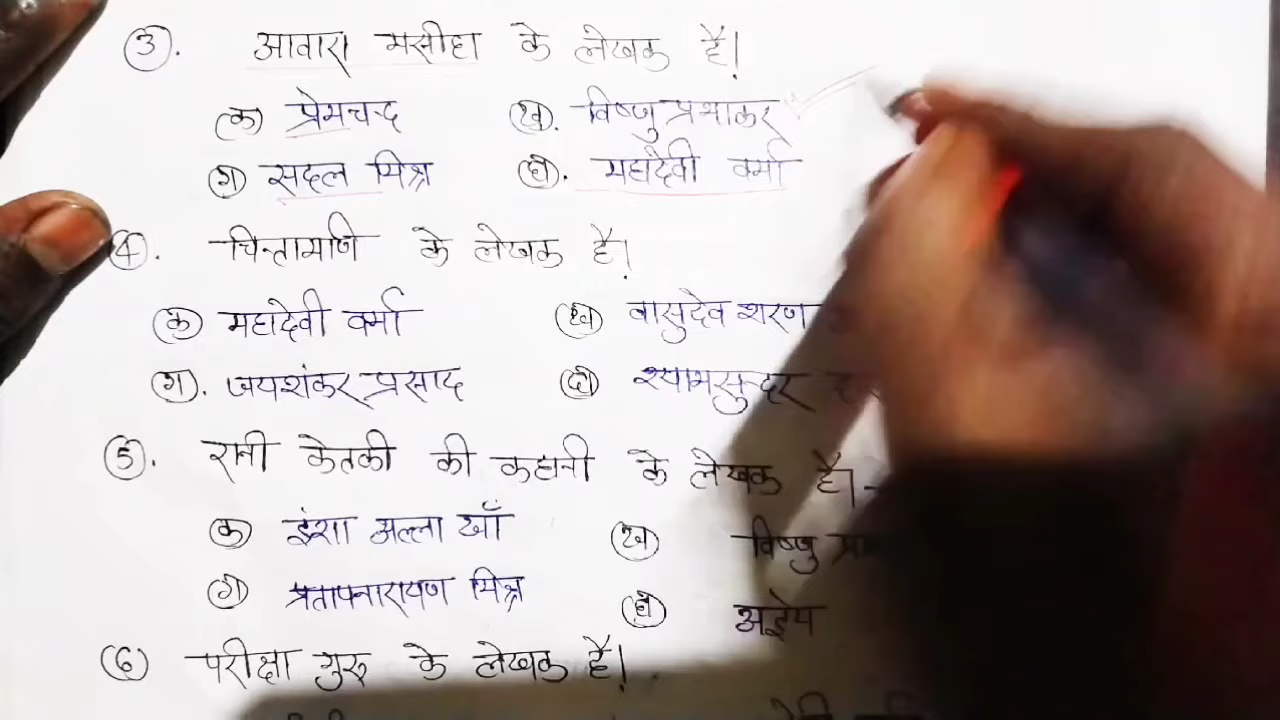 3. आवारा मसीहा के लेखक है।
क प्रेमचन्द ख. विष्णु प्रभाकर
ग सदल मिश्र घ. महादेवी वर्मा
4. चिन्तामणि के लेखक है।
क महादेवी वर्मा ख वासुदेव शरण
ग. जयशंकर प्रसाद घ श्यामसुन्दर
5. रानी केतकी की कहानी के लेखक है।-
क इंशा अल्ला खाँ ख विष्णु
ग प्रतापनारायण मिश्र घ अज्ञेय
6 परीक्षा गुरु के लेखक है।